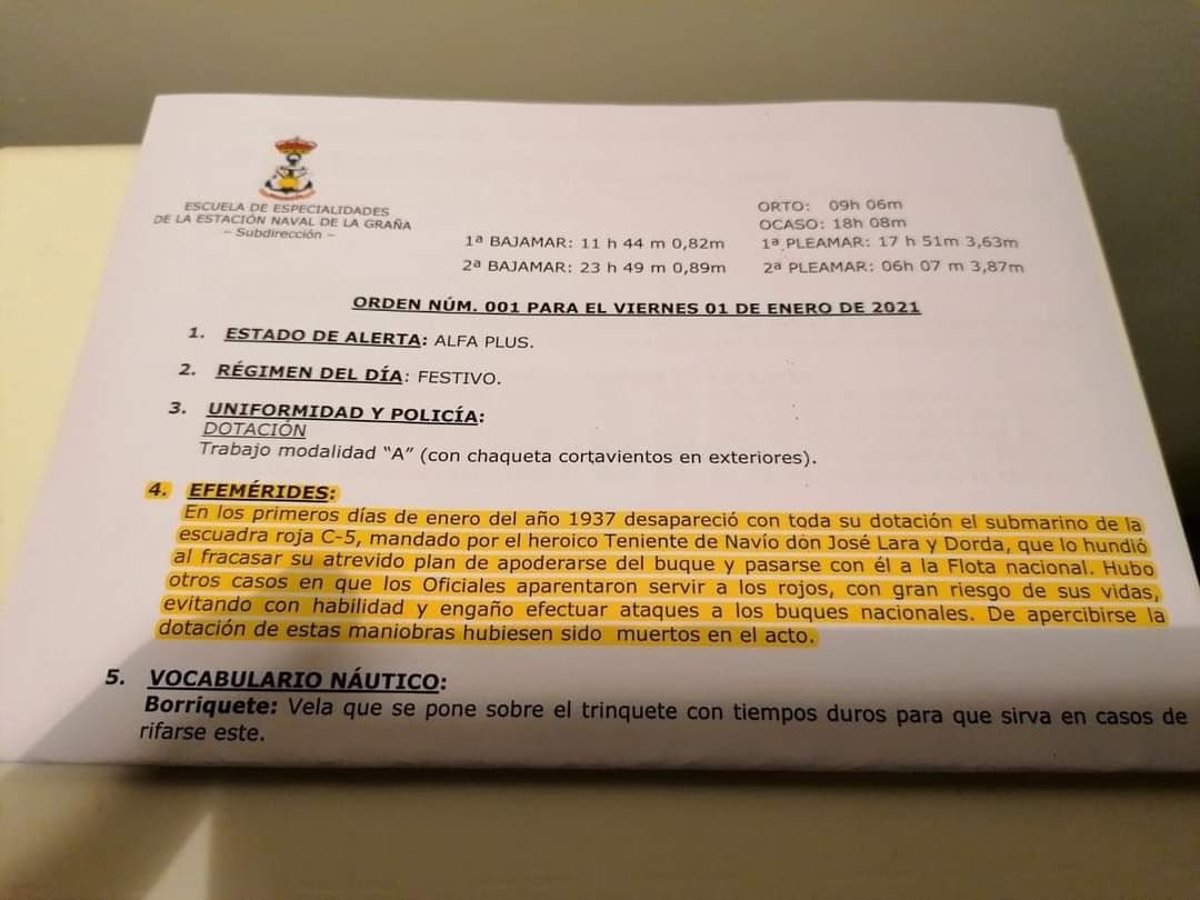 ESCUELA DE ESPECIALIDADES
DE LA ESTACIÓN NAVAL DE LA GRAÑA
– Subdirección –
ORTO: 09h 06m
OCASO: 18h 08m
1ª BAJAMAR: 11 h 44 m 0,82m 1ª PLEAMAR: 17 h 51m 3,63m
2ª BAJAMAR: 23 h 49 m 0,89m 2ª PLEAMAR: 06h 07 m 3,87m
ORDEN NÚM. 001 PARA EL VIERNES 01 DE ENERO DE 2021
1. ESTADO DE ALERTA: ALFA PLUS.
2. RÉGIMEN DEL DÍA: FESTIVO.
3. UNIFORMIDAD Y POLICÍA:
DOTACIÓN
Trabajo modalidad “A” (con chaqueta cortavientos en exteriores).
4. EFEMÉRIDES:
En los primeros días de enero del año 1937 desapareció con toda su dotación el submarino de la
escuadra roja C-5, mandado por el heroico Teniente de Navío don José Lara y Dorda, que lo hundió
al fracasar su atrevido plan de apoderarse del buque y pasarse con él a la Flota nacional. Hubo
otros casos en que los Oficiales aparentaron servir a los rojos, con gran riesgo de sus vidas,
evitando con habilidad y engaño efectuar ataques a los buques nacionales. De apercibirse la
dotación de estas maniobras hubiesen sido muertos en el acto.
5. VOCABULARIO NÁUTICO:
Borriquete: Vela que se pone sobre el trinquete con tiempos duros para que sirva en casos de
rifarse este.